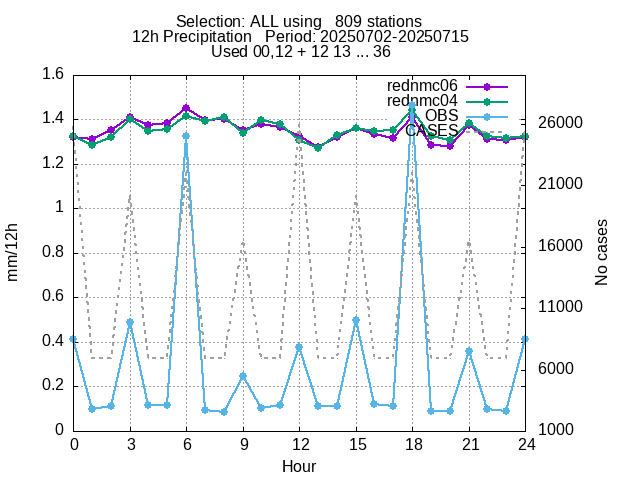 Selection: ALL using   809 stations
12h Precipitation   Period: 20250702-20250715
Used 00,12 + 12 13 ... 36
rednmc06
rednmc04
OBS
CASES
mm/12h
1.6
1.4
1.2
1
0.8
0.6
0.4
0.2
0
No cases
26000
21000
16000
11000
6000
1000
0 3 6 9 12 15 18 21 24
Hour